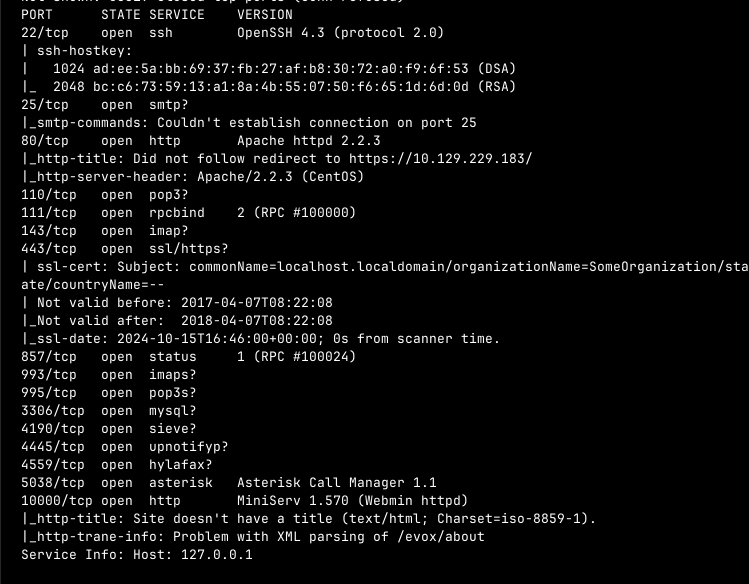 PORT STATE SERVICE VERSION
22/tcp open ssh OpenSSH 4.3 (protocol 2.0)
| ssh-hostkey:
| 1024 ad:ee:5a:bb:69:37:fb:27:af:b8:30:72:a0:f9:6f:53 (DSA)
|_ 2048 bc:c6:73:59:13:a1:8a:4b:55:07:50:f6:65:1d:6d:0d (RSA)
25/tcp open smtp?
|_smtp-commands: Couldn't establish connection on port 25
80/tcp open http Apache httpd 2.2.3
|_http-title: Did not follow redirect to https://10.129.229.183/
|_http-server-header: Apache/2.2.3 (CentOS)
110/tcp open pop3?
111/tcp open rpcbind 2 (RPC #100000)
143/tcp open imap?
443/tcp open ssl/https?
| ssl-cert: Subject: commonName=localhost.localdomain/organizationName=SomeOrganization/sta
ate/countryName=--
| Not valid before: 2017-04-07T08:22:08
|_Not valid after: 2018-04-07T08:22:08
|_ssl-date: 2024-10-15T16:46:00+00:00; 0s from scanner time.
857/tcp open status 1 (RPC #100024)
993/tcp open imaps?
995/tcp open pop3s?
3306/tcp open mysql?
4190/tcp open sieve?
4445/tcp open upnotifyp?
4559/tcp open hylafax?
5038/tcp open asterisk Asterisk Call Manager 1.1
10000/tcp open http MiniServ 1.570 (Webmin httpd)
|_http-title: Site doesn't have a title (text/html; Charset=iso-8859-1).
|_http-trane-info: Problem with XML parsing of /evox/about
Service Info: Host: 127.0.0.1